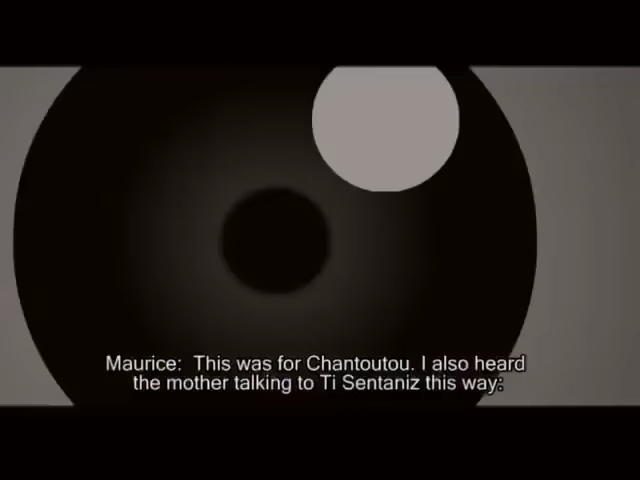 Maurice:  This was for Chantoutou. I also heard
the mother talking to Ti Sentaniz this way: